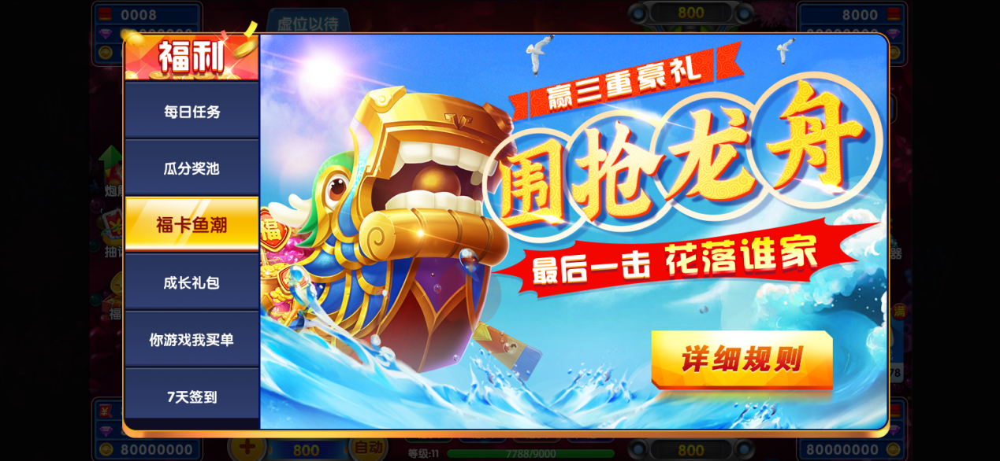 0008
虚位以待
800
8000
福利
每日任务
瓜分奖池
福卡鱼潮
成长礼包
你游戏我买单
7天签到
赢三重豪礼
围抢龙舟
最后一击 花落谁家
详细规则
福
满
80000000
800
自动
等级:11
7788/9000
800
80000000